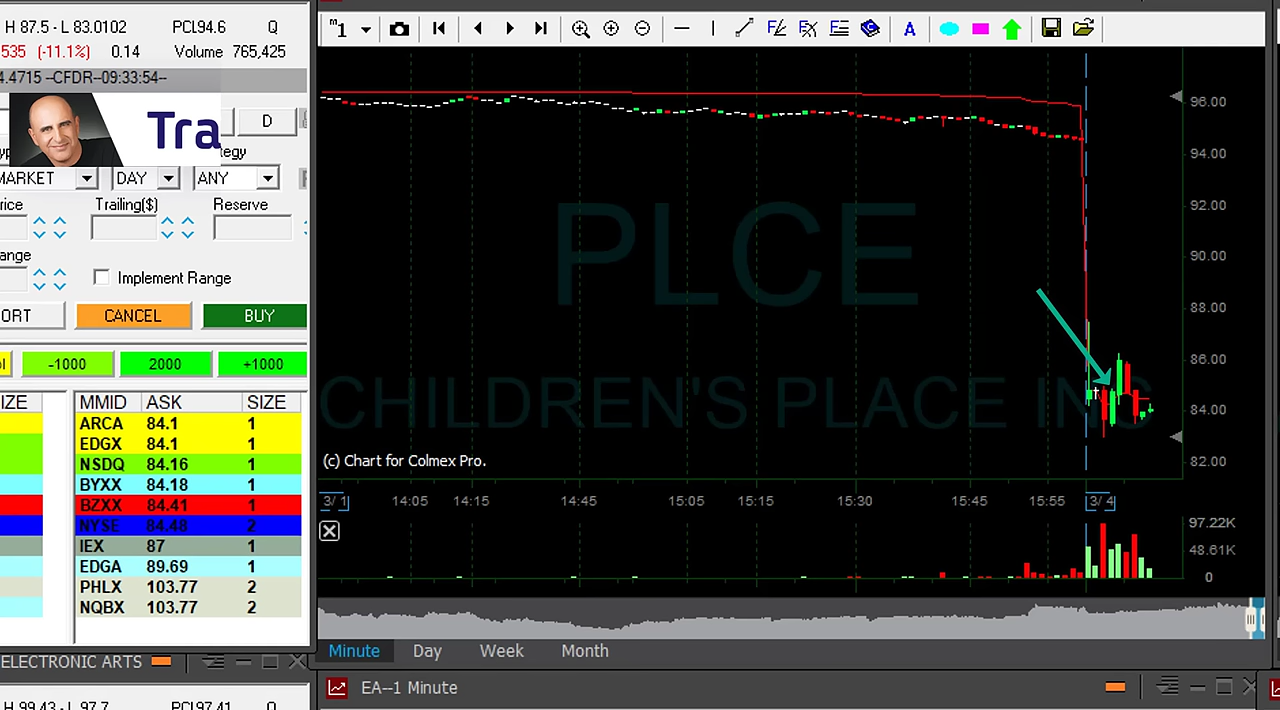 H 87.5 - L 83.0102 PCL94.6 Q
535 (-11.1%) 0.14 Volume 765,425
4.4715 --CFDR--09:33:54--
Tra
D
tegy
MARKET DAY ANY
rice Trailing($) Reserve
ange
Implement Range
ORT CANCEL BUY
-1000 2000 +1000
IZE MMID ASK SIZE
ARCA 84.1 1
EDGX 84.1 1
NSDQ 84.16 1
BYXX 84.18 1
BZXX 84.41 1
NYSE 84.48 2
IEX 87 1
EDGA 89.69 1
PHLX 103.77 2
NQBX 103.77 2
ELECTRONIC ARTS
H 99.43 - L 97.7 PCL97.41 Q
m1
A
PLCE
CHILDREN'S PLACE INC
(c) Chart for Colmex Pro.
96.00
94.00
92.00
90.00
88.00
86.00
84.00
82.00
3/ 1 14:05 14:15 14:45 15:05 15:15 15:30 15:45 15:55 3/ 4
97.22K
48.61K
0
Minute Day Week Month
EA--1 Minute